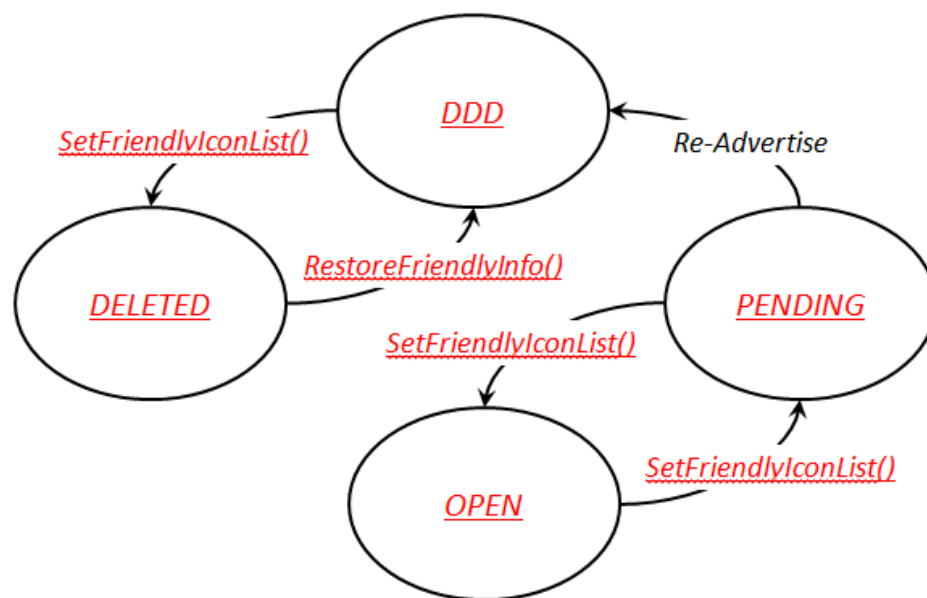 DDD
SetFriendlyIconList()
Re-Advertise
RestoreFriendlyInfo()
DELETED
PENDING
SetFriendlyIconList()
SetFriendlyIconList()
OPEN